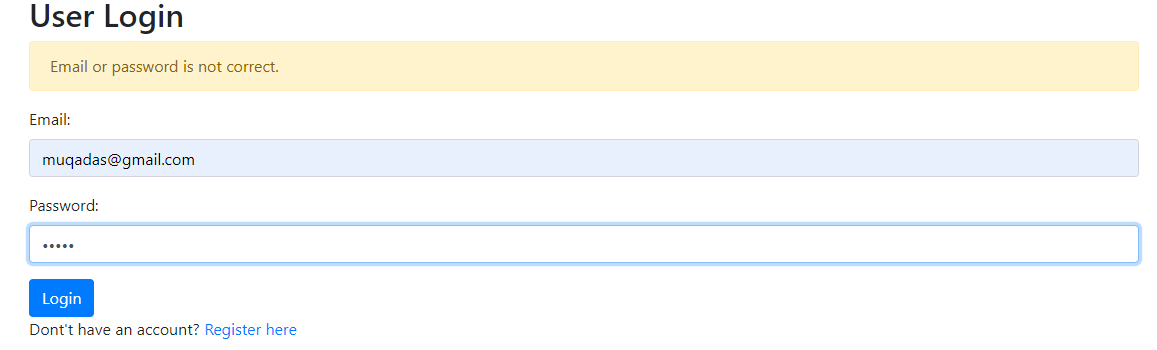 User Login
Email or password is not correct.
Email:
muqadas@gmail.com
Password:
•••••
Login
Dont't have an account? Register here